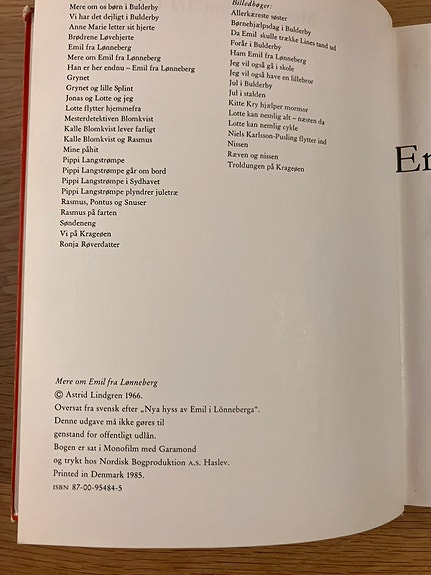 Mere om os børn i Bulderby
Vi har det dejligt i Bulderby
Anne Marie letter sit hjerte
Brødrene Løvehjerte
Emil fra Lønneberg
Mere om Emil fra Lønneberg
Han er her endnu – Emil fra Lønneberg
Grynet
Grynet og lille Splint
Jonas og Lotte og jeg
Lotte flytter hjemmefra
Mesterdetektiven Blomkvist
Kalle Blomkvist lever farligt
Kalle Blomkvist og Rasmus
Mine påhit
Pippi Langstrømpe
Pippi Langstrømpe går om bord
Pippi Langstrømpe i Sydhavet
Pippi Langstrømpe plyndrer juletræ
Rasmus, Pontus og Snuser
Rasmus på farten
Søndeneng
Vi på Krageøen
Ronja Røverdatter
Billedbøger:
Allerkæreste søster
Børnehjælpsdag i Bulderby
Da Emil skulle trække Lines tand ud
Forår i Bulderby
Ham Emil fra Lønneberg
Jeg vil også gå i skole
Jeg vil også have en lillebror
Jul i Bulderby
Jul i stalden
Kitte Kry hjælper mormor
Lotte kan nemlig alt – næsten da
Lotte kan nemlig cykle
Niels Karlsson-Pusling flytter ind
Nissen
Ræven og nissen
Troldungen på Krageøen
Mere om Emil fra Lønneberg
© Astrid Lindgren 1966.
Oversat fra svensk efter „Nya hyss av Emil i Lönneberga".
Denne udgave må ikke gøres til
genstand for offentligt udlån.
Bogen er sat i Monofilm med Garamond
og trykt hos Nordisk Bogproduktion A.S. Haslev.
Printed in Denmark 1985.
ISBN 87-00-95484-5